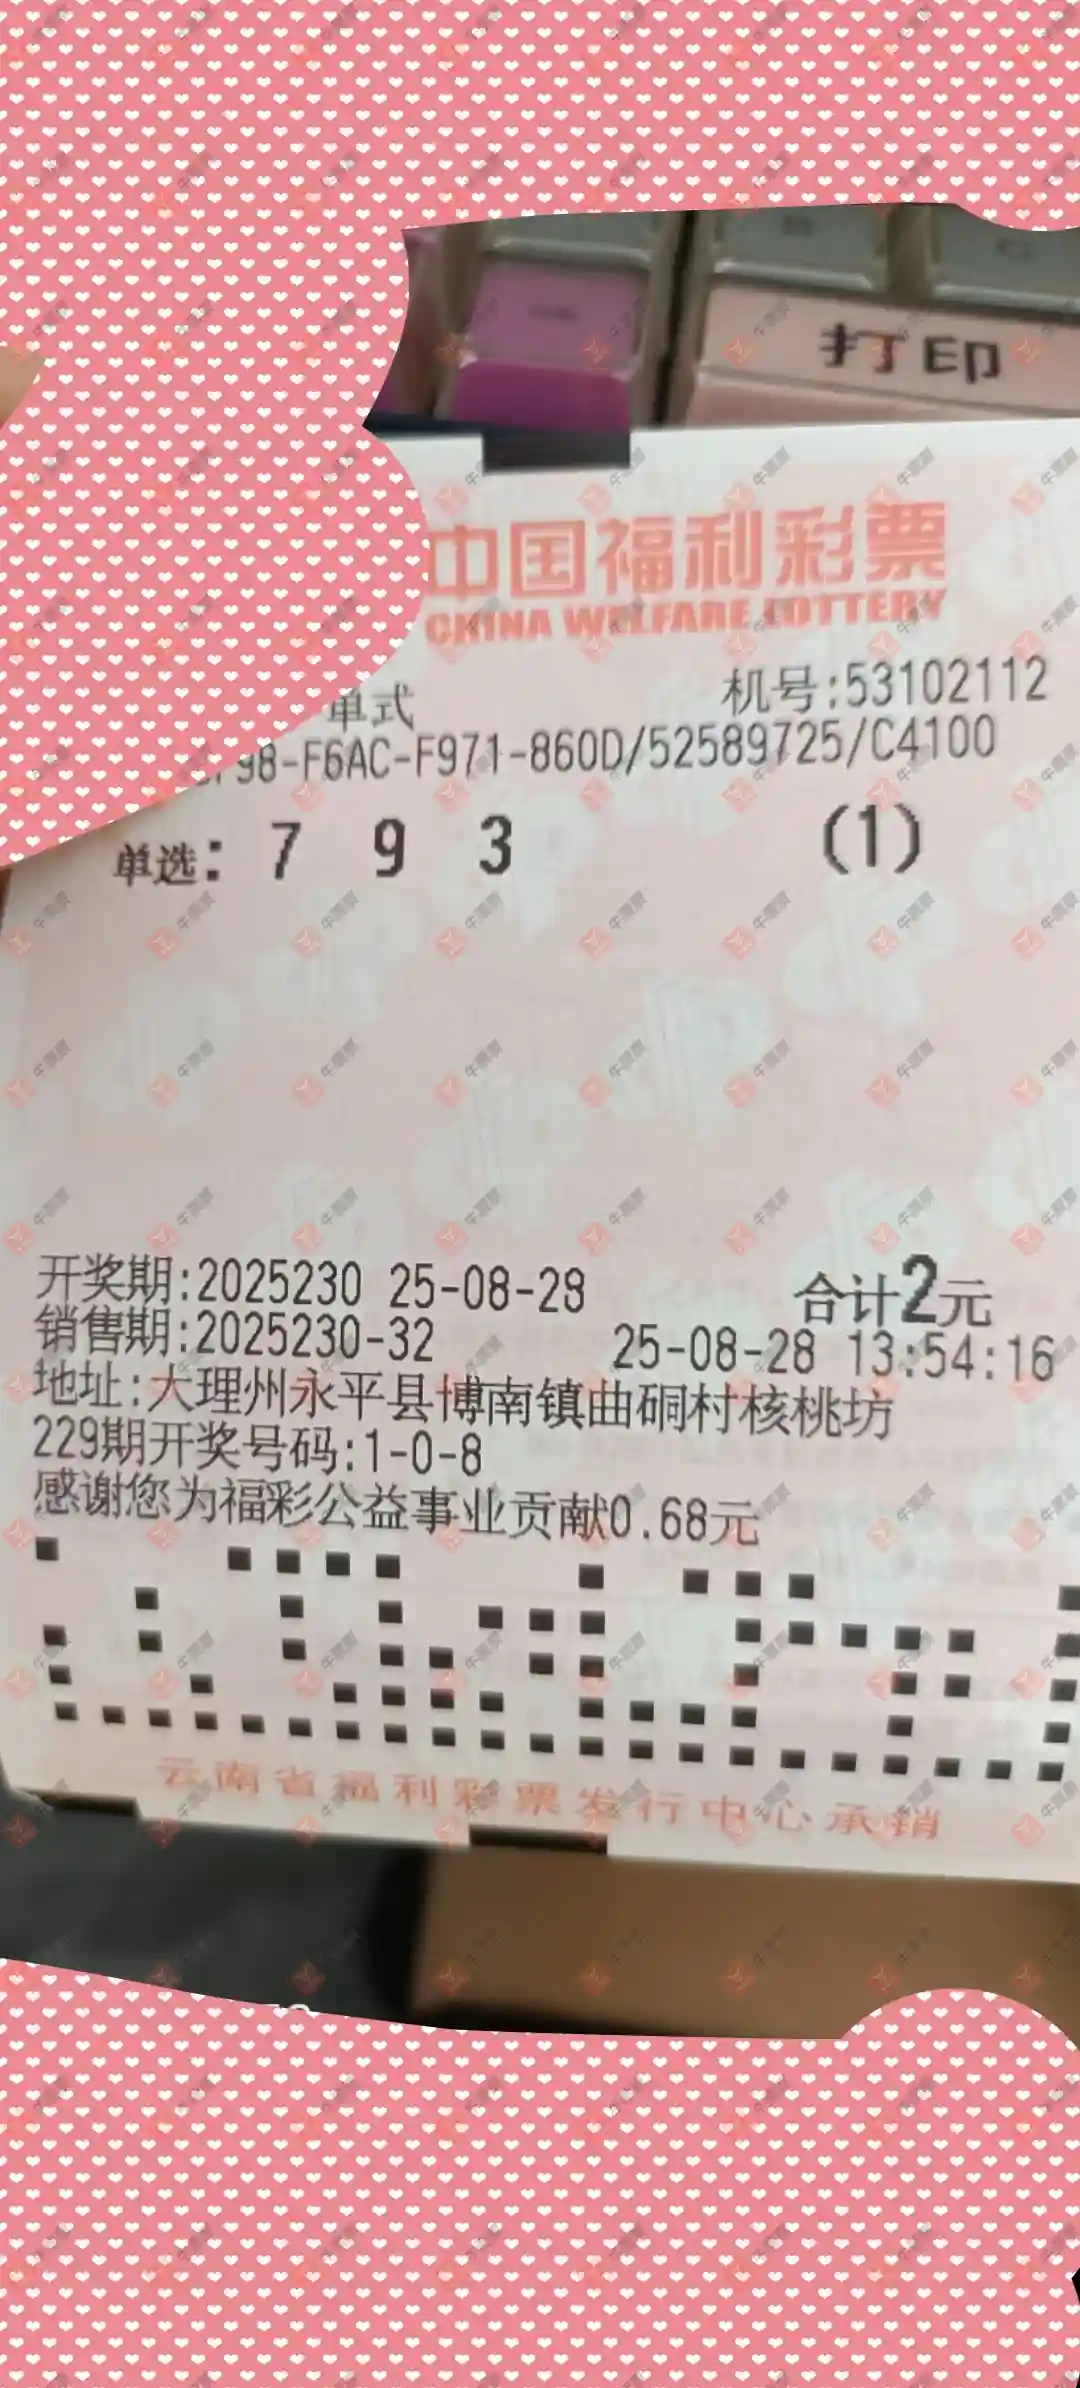 打印
中国福利彩票
CHINA WELFARE LOTTERY
单式 机号:53102112
98-F6AC-F971-860D/52589725/C4100
单选: 7 9 3 (1)
开奖期:2025230 25-08-28 合计2元
销售期:2025230-32 25-08-28 13:54:16
地址:大理州永平县博南镇曲硐村核桃坊
229期开奖号码:1-0-8
感谢您为福彩公益事业贡献0.68元
云南省福利彩票发行中心承销